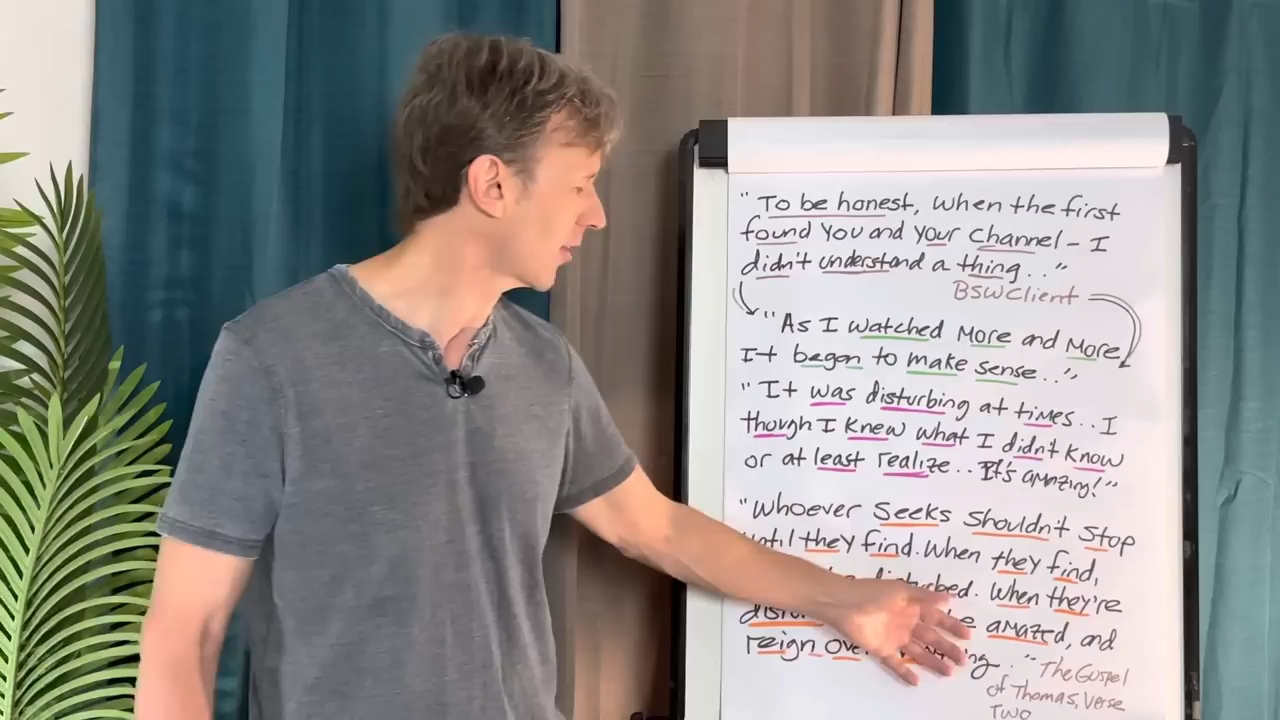 "To be honest, when the first
found you and your channel - I
didn't understand a thing..."
BSW Client
"As I watched more and more,
It began to make sense..."
"It was disturbing at times.. I
though I knew what I didn't know
or at least realize.. It's amazing!"
"Whoever seeks shouldn't stop
until they find. When they find,
disturbed. When they're
amazed, and
reign over
The Gospel
of Thomas, Verse
Two